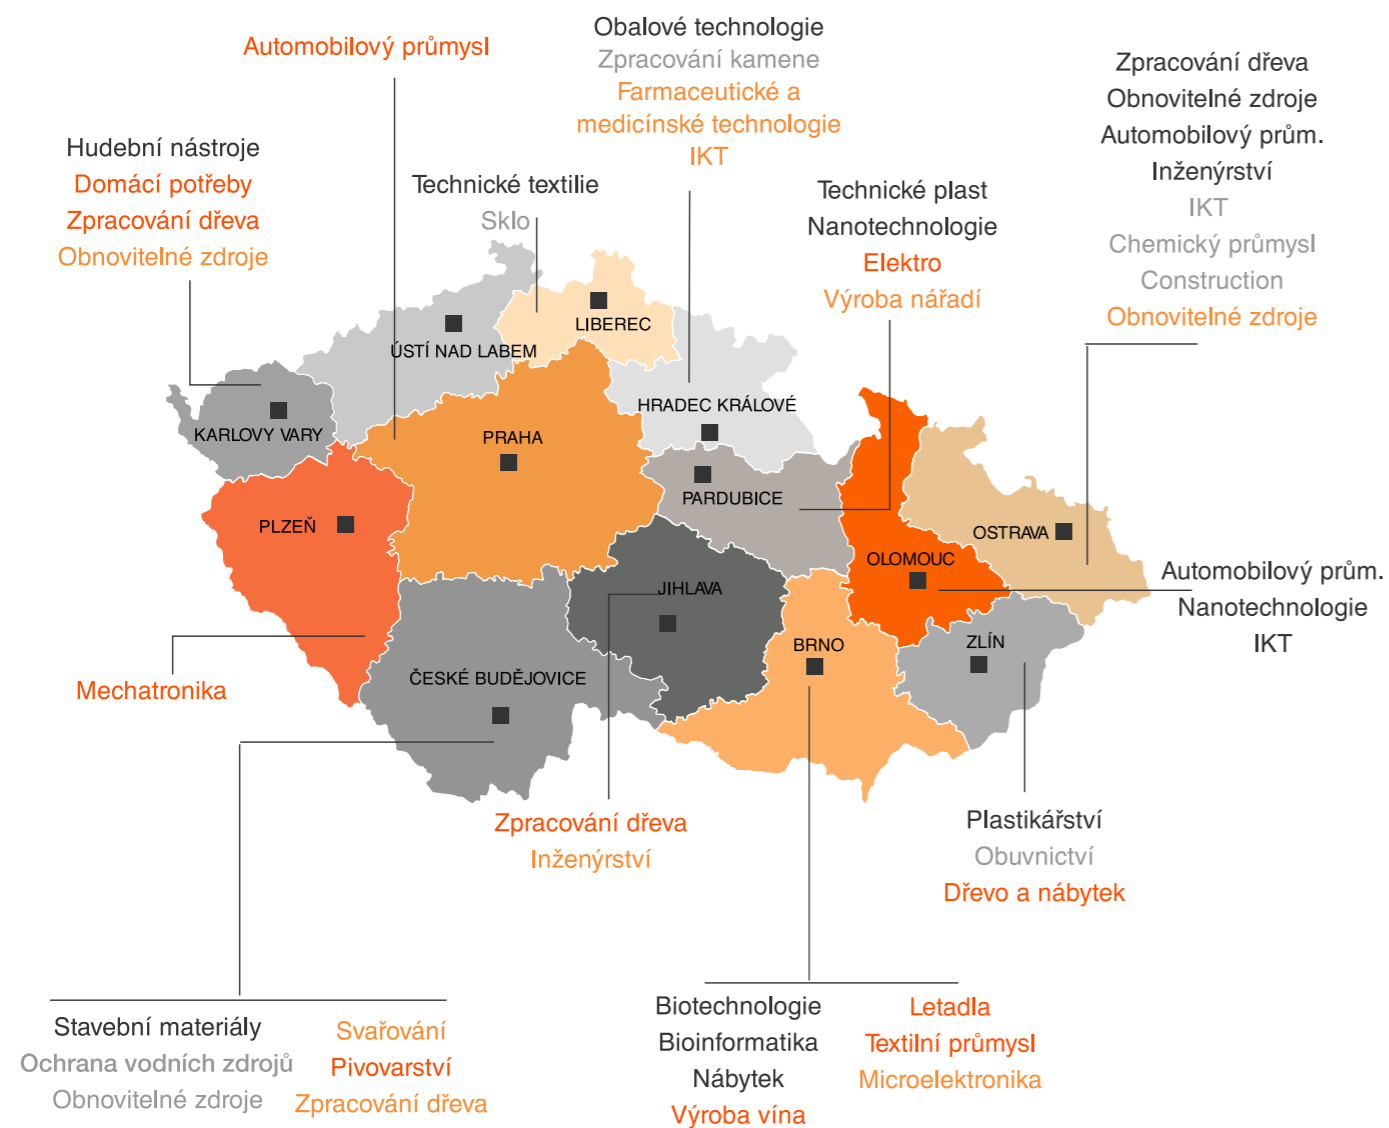 Automobilový průmysl
Obalové technologie
Zpracování kamene
Farmaceutické a
medicínské technologie
IKT
Zpracování dřeva
Obnovitelné zdroje
Automobilový prům.
Inženýrství
IKT
Chemický průmysl
Construction
Obnovitelné zdroje
Hudební nástroje
Domácí potřeby
Zpracování dřeva
Obnovitelné zdroje
Technické textilie
Sklo
Technické plast
Nanotechnologie
Elektro
Výroba nářadí
LIBEREC
ÚSTÍ NAD LABEM
HRADEC KRÁLOVÉ
KARLOVY VARY
PRAHA
PARDUBICE
PLZEŇ
OSTRAVA
OLOMOUC
JIHLAVA
BRNO
ZLÍN
ČESKÉ BUDĚJOVICE
Automobilový prům.
Nanotechnologie
IKT
Mechatronika
Zpracování dřeva
Inženýrství
Plastikářství
Obuvnictví
Dřevo a nábytek
Stavební materiály
Ochrana vodních zdrojů
Obnovitelné zdroje
Svařování
Pivovarství
Zpracování dřeva
Biotechnologie
Bioinformatika
Nábytek
Výroba vína
Letadla
Textilní průmysl
Microelektronika